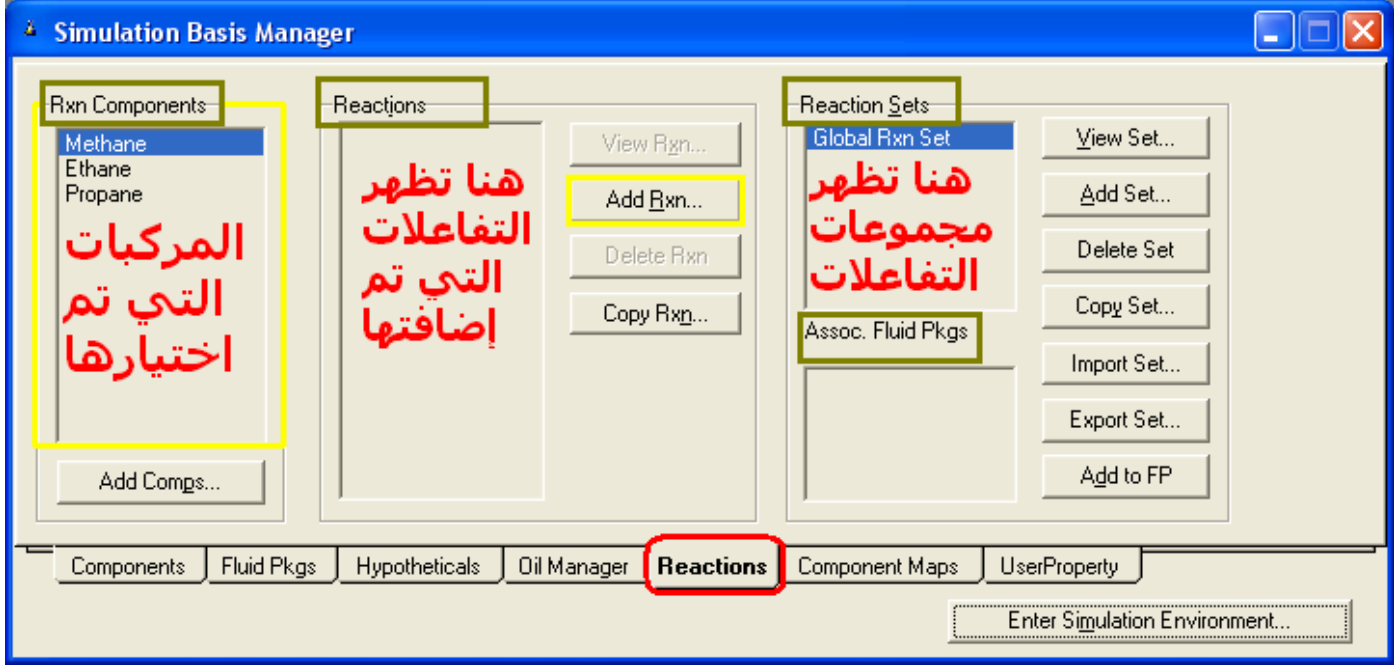 Simulation Basis Manager
Rxn Components
Methane
Ethane
Propane
المركبات
التي تم
اختيارها
Add Comps...
Reactions
هنا تظهر
التفاعلات
التي تم
إضافتها
View Rxn...
Add Rxn...
Delete Rxn
Copy Rxn...
Reaction Sets
Global Rxn Set
هنا تظهر
مجموعات
التفاعلات
Assoc. Fluid Pkgs
View Set...
Add Set...
Delete Set
Copy Set...
Import Set...
Export Set...
Add to FP
Components Fluid Pkgs Hypotheticals Oil Manager Reactions Component Maps UserProperty
Enter Simulation Environment...